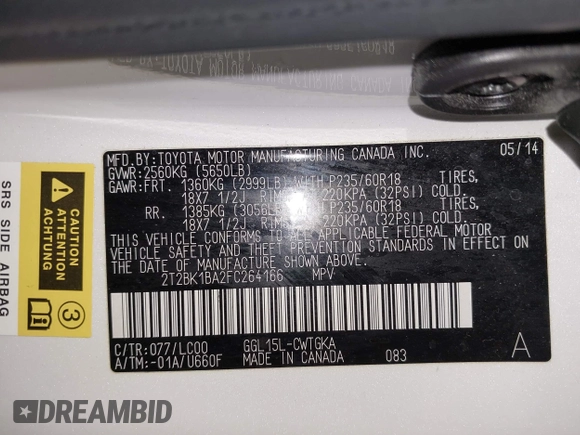 MFD.BY: TOYOTA MOTOR MANUFACTURING CANADA INC. 05/14
GVWR: 2560KG (5650LB)
GAWR: FRT. 1360KG (2999LB) WITH P235/60R18 TIRES,
18X7 1/2J RIMS, 220KPA (32PSI) COLD.
RR. 1385KG (3056LB) WITH P235/60R18 TIRES,
18X7 1/2J RIMS, 220KPA (32PSI) COLD.
THIS VEHICLE CONFORMS TO ALL APPLICABLE FEDERAL MOTOR
VEHICLE SAFETY AND THEFT PREVENTION STANDARDS IN EFFECT ON
THE DATE OF MANUFACTURE SHOWN ABOVE.
2T2BK1BA2FC264166 MPV
C/TR: 077/LC00 GGL15L-CWTGKA
A/TM: -01A/U660F MADE IN CANADA 083 A
SRS SIDE AIRBAG
CAUTION
ATTENTION
ACHTUNG
3
DREAMBID